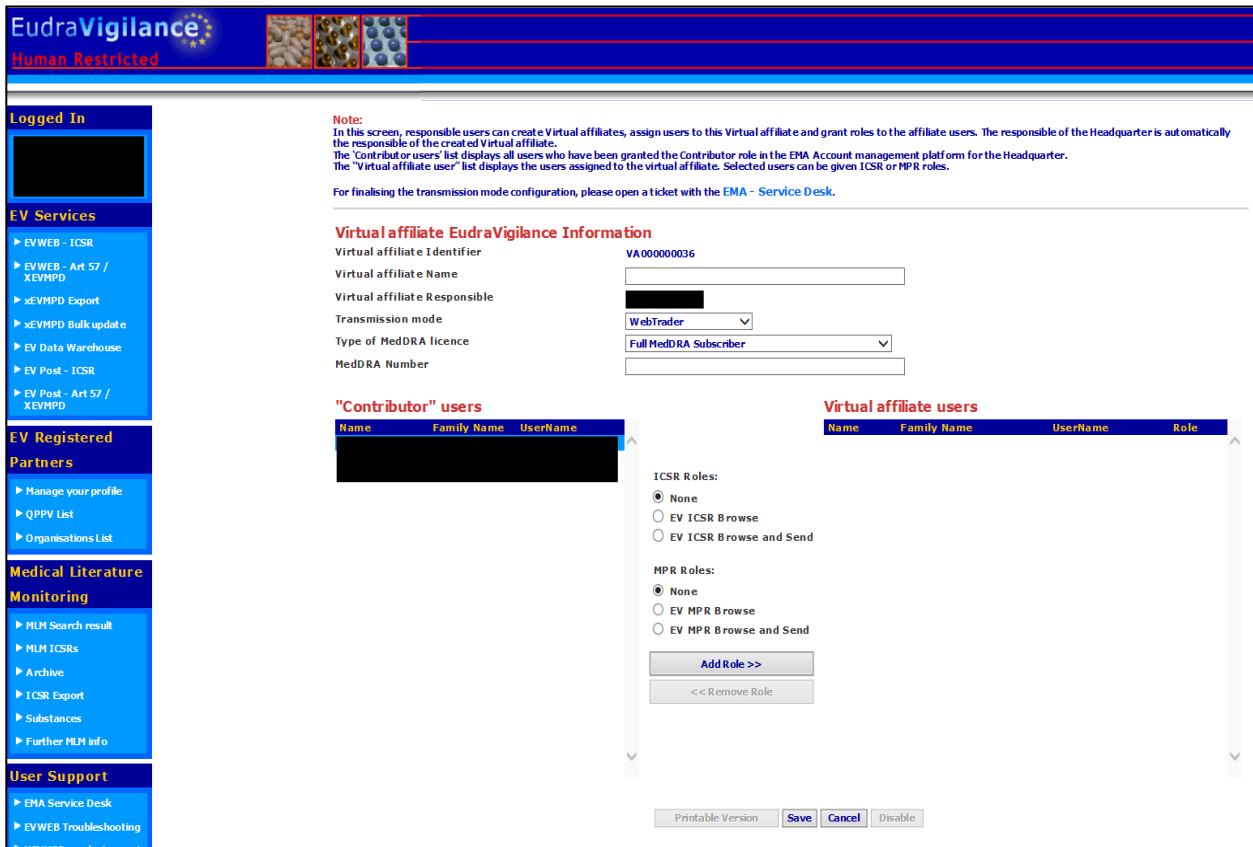 EudraVigilance
Human Restricted
Logged In
EV Services
EVWEB - ICSR
EVWEB - Art 57 /
XEVMPD
xEVMPD Export
xEVMPD Bulk update
EV Data Warehouse
EV Post - ICSR
EV Post - Art 57 /
XEVMPD
EV Registered
Partners
Manage your profile
QPPV List
Organisations List
Medical Literature
Monitoring
MLM Search result
MLM ICSRs
Archive
ICSR Export
Substances
Further MLM info
User Support
EMA Service Desk
EVWEB Troubleshooting
Note:
In this screen, responsible users can create Virtual affiliates, assign users to this Virtual affiliate and grant roles to the affiliate users. The responsible of the Headquarter is automatically
the responsible of the created Virtual affiliate.
The 'Contributor users' list displays all users who have been granted the Contributor role in the EMA Account management platform for the Headquarter.
The "Virtual affiliate user" list displays the users assigned to the virtual affiliate. Selected users can be given ICSR or MPR roles.
For finalising the transmission mode configuration, please open a ticket with the EMA - Service Desk.
Virtual affiliate EudraVigilance Information
Virtual affiliate Identifier VA000000036
Virtual affiliate Name
Virtual affiliate Responsible
Transmission mode WebTrader
Type of MedDRA licence Full MedDRA Subscriber
MedDRA Number
"Contributor" users
Name Family Name UserName
ICSR Roles:
None
EV ICSR Browse
EV ICSR Browse and Send
MPR Roles:
None
EV MPR Browse
EV MPR Browse and Send
Add Role >>
<< Remove Role
Virtual affiliate users
Name Family Name UserName Role
Printable Version Save Cancel Disable